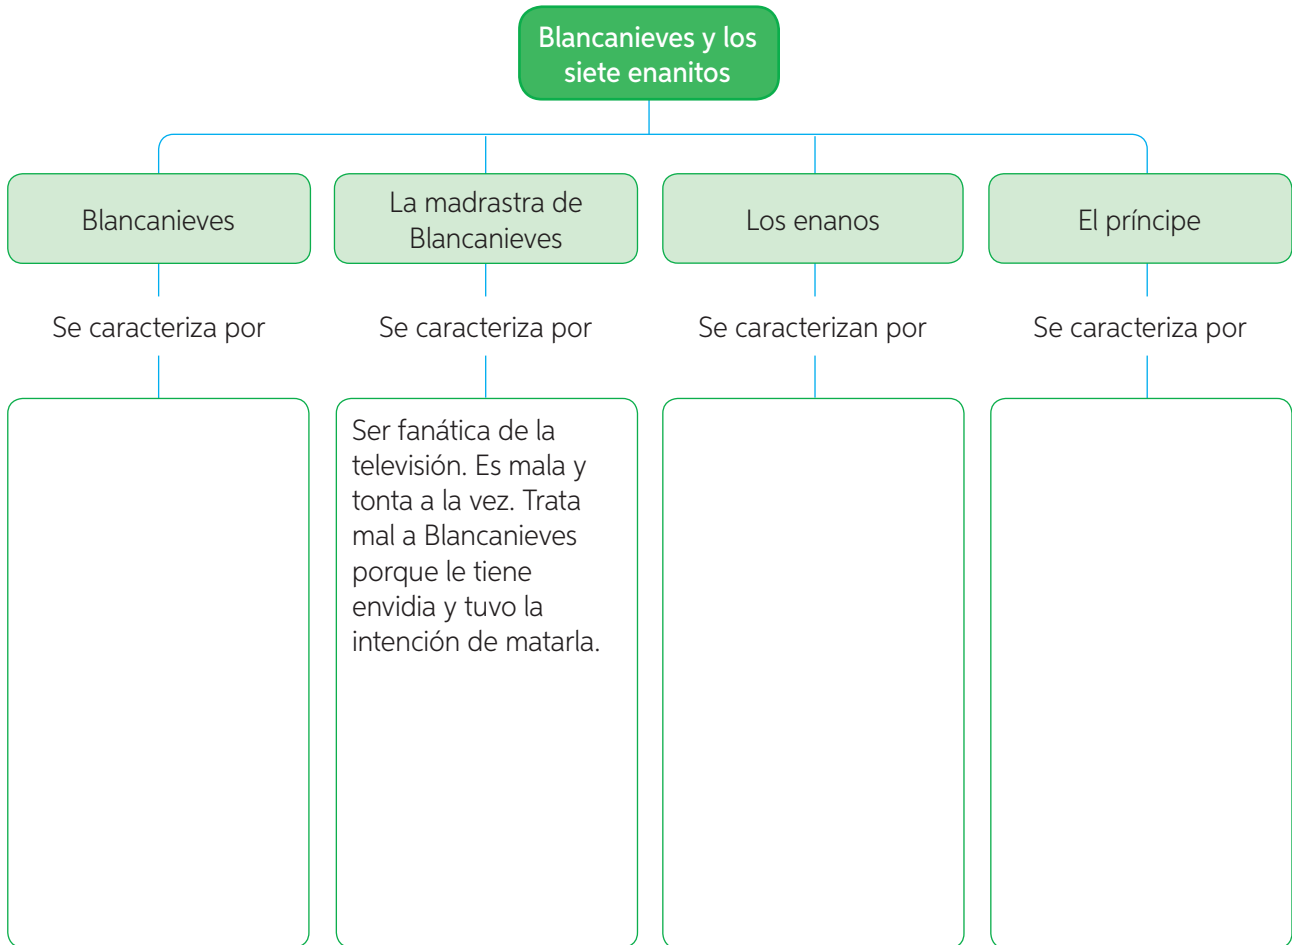 Blancanieves y los
siete enanitos
Blancanieves
La madrastra de
Blancanieves
Los enanos
El príncipe
Se caracteriza por
Se caracteriza por
Se caracterizan por
Se caracteriza por
Ser fanática de la
televisión. Es mala y
tonta a la vez. Trata
mal a Blancanieves
porque le tiene
envidia y tuvo la
intención de matarla.